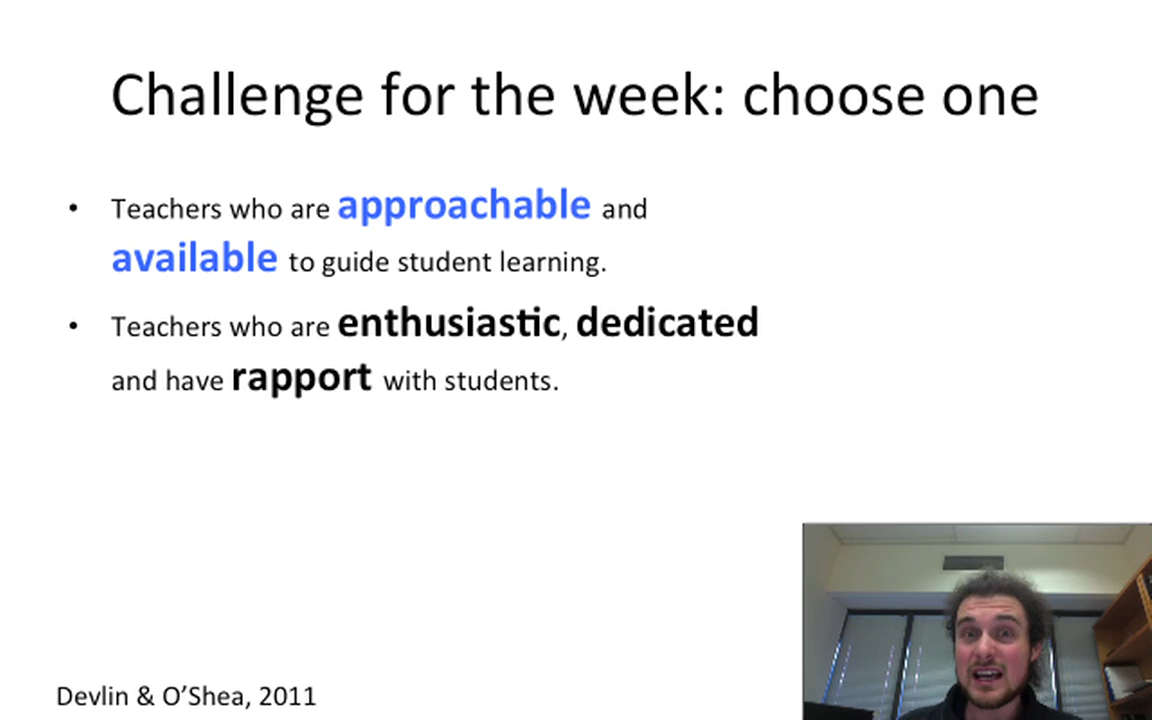 Challenge for the week: choose one
• Teachers who are approachable and
available to guide student learning.
• Teachers who are enthusiastic, dedicated
and have rapport with students.
Devlin & O’Shea, 2011